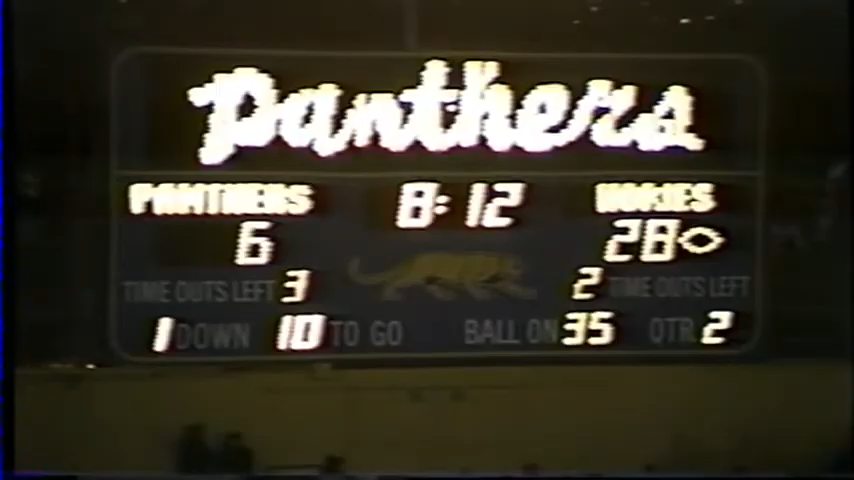 Panthers
PANTHERS 8:12 HOKIES
6 28
TIME OUTS LEFT 3 2 TIME OUTS LEFT
1 DOWN 10 TO GO BALL ON 35 QTR 2